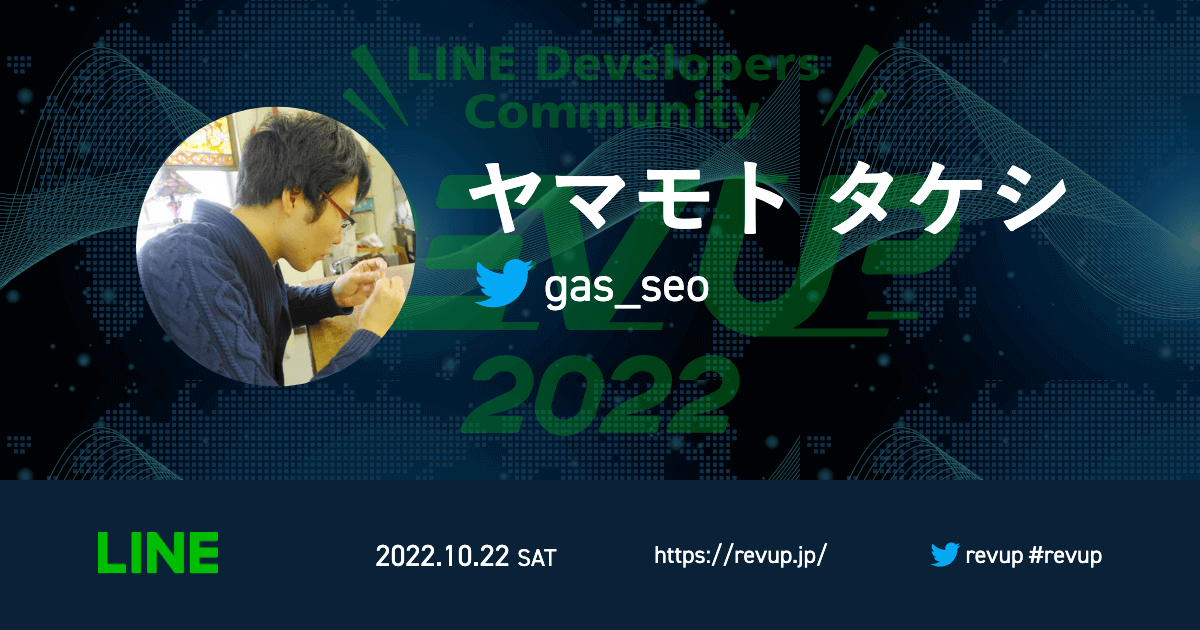 LINE Developers
Community
ヤマモト タケシ
gas_seo
REVUP
2022
LINE
2022.10.22 SAT
https://revup.jp/
revup #revup